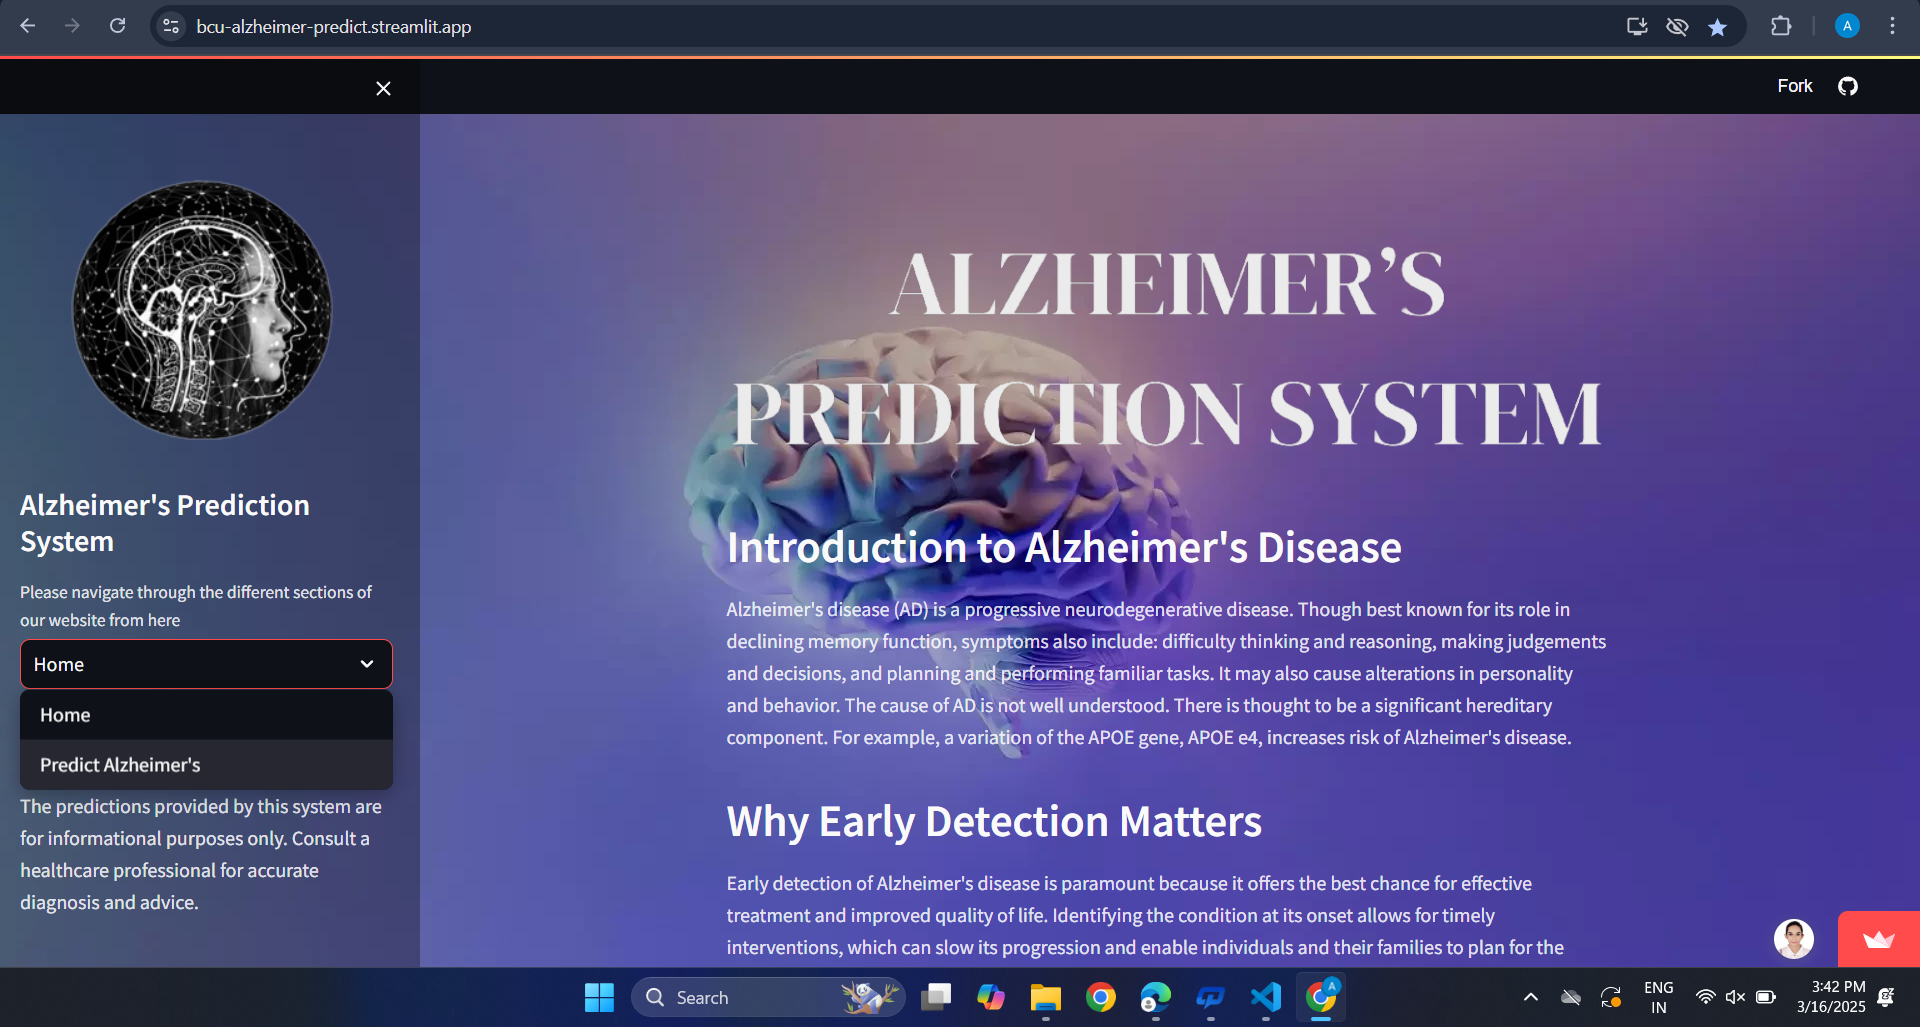 bcu-alzheimer-predict.streamlit.app
A
Fork
Alzheimer's Prediction
System
Please navigate through the different sections of
our website from here
Home
Home
Predict Alzheimer's
The predictions provided by this system are
for informational purposes only. Consult a
healthcare professional for accurate
diagnosis and advice.
ALZHEIMER’S
PREDICTION SYSTEM
Introduction to Alzheimer's Disease
Alzheimer's disease (AD) is a progressive neurodegenerative disease. Though best known for its role in
declining memory function, symptoms also include: difficulty thinking and reasoning, making judgements
and decisions, and planning and performing familiar tasks. It may also cause alterations in personality
and behavior. The cause of AD is not well understood. There is thought to be a significant hereditary
component. For example, a variation of the APOE gene, APOE e4, increases risk of Alzheimer's disease.
Why Early Detection Matters
Early detection of Alzheimer's disease is paramount because it offers the best chance for effective
treatment and improved quality of life. Identifying the condition at its onset allows for timely
interventions, which can slow its progression and enable individuals and their families to plan for the
Search
A
ENG
IN
3:42 PM
3/16/2025